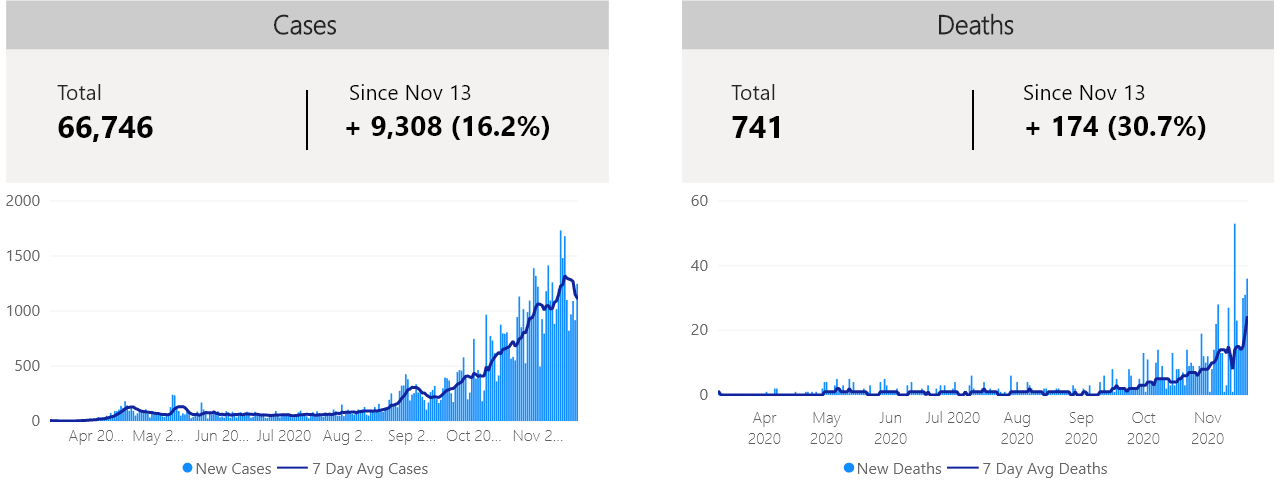 Cases
Total
66,746
Since Nov 13
+ 9,308 (16.2%)
2000
1500
1000
500
0
Apr 20... May 2... Jun 20... Jul 2020 Aug 2... Sep 2... Oct 20... Nov 2...
New Cases 7 Day Avg Cases
Deaths
Total
741
Since Nov 13
+ 174 (30.7%)
60
40
20
0
Apr 2020 May 2020 Jun 2020 Jul 2020 Aug 2020 Sep 2020 Oct 2020 Nov 2020
New Deaths 7 Day Avg Deaths